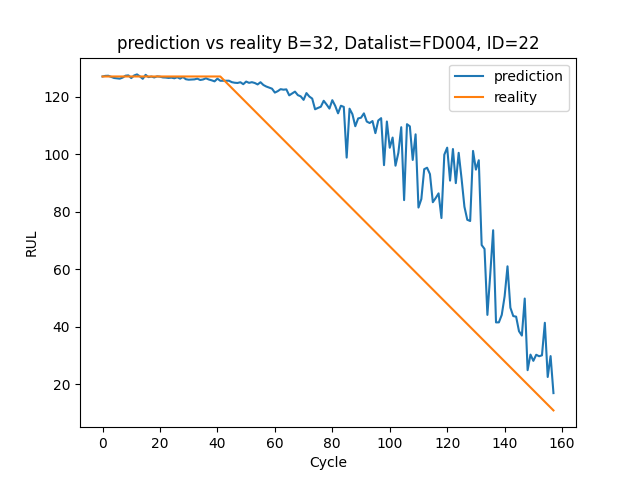 prediction vs reality B=32, Datalist=FD004, ID=22
prediction
reality
120
100
80
60
40
20
RUL
0 20 40 60 80 100 120 140 160
Cycle